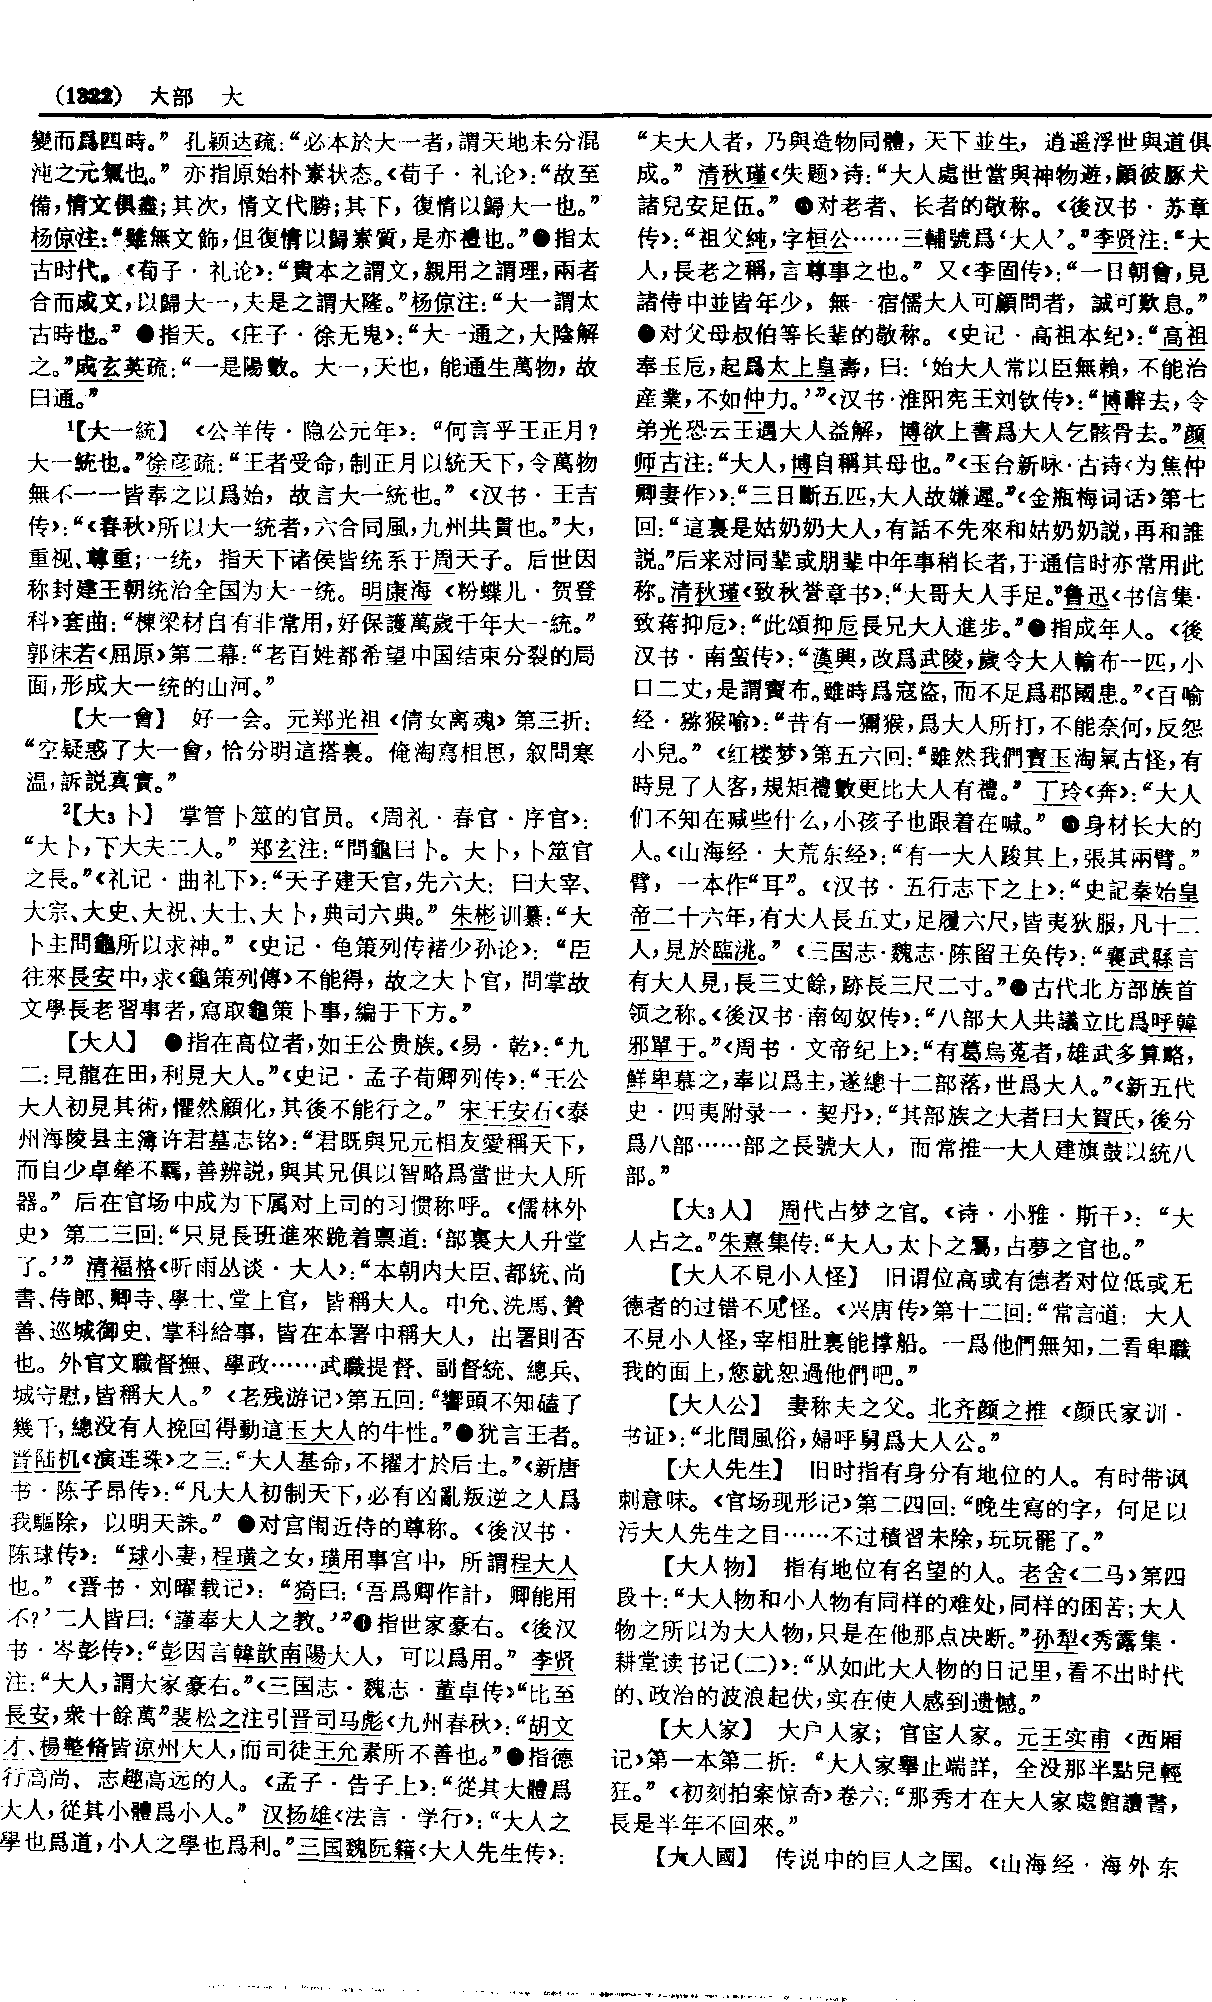 (1322) 大部 大
變而爲四時。”孔颖达疏：“必本於大一者，謂天地未分混
沌之元氣也。”亦指原始朴素状态。《荀子·礼论》：“故至
備，情文俱盡；其次，情文代勝；其下，復情以歸大一也。”
杨倞注：“雖無文飾，但復情以歸素質，是亦禮也。”●指太
古时代。《荀子·礼论》：“貴本之謂文，親用之謂理，兩者
合而成文，以歸大一，夫是之謂大隆。”杨倞注：“大一謂太
古時也。”●指天。《庄子·徐无鬼》：“大一通之，大陰解
之。”成玄英疏：“一是陽數。大一，天也，能通生萬物，故
曰通。”
¹【大一統】《公羊传·隐公元年》：“何言乎王正月？
大一統也。”徐彦疏：“王者受命，制正月以統天下，令萬物
無不一一皆奉之以爲始，故言大一統也。”《汉书·王吉
传》：“《春秋》所以大一統者，六合同風，九州共貫也。”大，
重视、尊重；一统，指天下诸侯皆统系于周天子。后世因
称封建王朝统治全国为大一统。明康海《粉蝶儿·贺登
科》套曲：“棟梁材自有非常用，好保護萬歲千年大一統。”
郭沫若《屈原》第二幕：“老百姓都希望中国结束分裂的局
面，形成大一统的山河。”
【大一會】 好一会。元郑光祖《倩女离魂》第三折：
“空疑惑了大一會，恰分明這搭裏。俺淘寫相思，叙問寒
温，訴説真實。”
²【大₃卜】 掌管卜筮的官员。《周礼·春官·序官》：
“大卜，下大夫二人。”郑玄注：“問龜曰卜。大卜，卜筮官
之長。”《礼记·曲礼下》：“天子建天官，先六大：曰大宰、
大宗、大史、大祝、大士、大卜，典司六典。”朱彬训纂：“大
卜主問龜所以求神。”《史记·龟策列传褚少孙论》：“臣
往來長安中，求《龜策列傳》不能得，故之大卜官，問掌故
文學長老習事者，寫取龜策卜事，編于下方。”
【大人】 ●指在高位者，如王公贵族。《易·乾》：“九
二：見龍在田，利見大人。”《史记·孟子荀卿列传》：“王公
大人初見其術，懼然顧化，其後不能行之。”宋王安石《泰
州海陵县主簿许君墓志铭》：“君既與兄元相友愛稱天下，
而自少卓犖不羈，善辨説，與其兄俱以智略爲當世大人所
器。”后在官场中成为下属对上司的习惯称呼。《儒林外
史》第二三回：“只見長班進來跪着禀道：‘部裏大人升堂
了。’”清福格《听雨丛谈·大人》：“本朝内大臣、都統、尚
書、侍郎、卿寺、學士、堂上官，皆稱大人。中允、洗馬、贊
善、巡城御史、掌科給事，皆在本署中稱大人，出署則否
也。外官文職督撫、學政……武職提督、副督統、總兵、
城守慰，皆稱大人。”《老残游记》第五回：“響頭不知磕了
幾千，總没有人挽回得動這玉大人的牛性。”●犹言王者。
晋陆机《演连珠》之三：“大人基命，不擢才於后土。”《新唐
书·陈子昂传》：“凡大人初制天下，必有凶亂叛逆之人爲
我驅除，以明天誅。”●对宫闱近侍的尊称。《後汉书·
陈球传》：“球小妻，程璜之女，璜用事宫中，所謂程大人
也。”《晋书·刘曜载记》：“猗曰：‘吾爲卿作計，卿能用
不？’二人皆曰：‘謹奉大人之教。’”●指世家豪右。《後汉
书·岑彭传》：“彭因言韓歆南陽大人，可以爲用。”李贤
注：“大人，謂大家豪右。”《三国志·魏志·董卓传》“比至
長安，衆十餘萬”裴松之注引晋司马彪《九州春秋》：“胡文
才、楊整脩皆凉州大人，而司徒王允素所不善也。”●指德
行高尚、志趣高远的人。《孟子·告子上》：“從其大體爲
大人，從其小體爲小人。”汉扬雄《法言·学行》：“大人之
學也爲道，小人之學也爲利。”三国魏阮籍《大人先生传》：
“夫大人者，乃與造物同體，天下並生，逍遥浮世與道俱
成。”清秋瑾《失题》诗：“大人處世當與神物遊，顧彼豚犬
諸兒安足伍。”●对老者、长者的敬称。《後汉书·苏章
传》：“祖父純，字桓公……三輔號爲‘大人’。”李贤注：“大
人，長老之稱，言尊事之也。”又《李固传》：“一日朝會，見
諸侍中並皆年少，無一宿儒大人可顧問者，誠可歎息。”
●对父母叔伯等长辈的敬称。《史记·高祖本纪》：“高祖
奉玉卮，起爲太上皇壽，曰：‘始大人常以臣無賴，不能治
産業，不如仲力。’”《汉书·淮阳宪王刘钦传》：“博辭去，令
弟光恐云王遇大人益解，博欲上書爲大人乞骸骨去。”颜
师古注：“大人，博自稱其母也。”《玉台新咏·古诗〈为焦仲
卿妻作〉》：“三日斷五匹，大人故嫌遲。”《金瓶梅词话》第七
回：“這裏是姑奶奶大人，有話不先來和姑奶奶説，再和誰
説。”后来对同辈或朋辈中年事稍长者，于通信时亦常用此
称。清秋瑾《致秋誉章书》：“大哥大人手足。”鲁迅《书信集·
致蒋抑卮》：“此頌抑卮長兄大人進步。”●指成年人。《後
汉书·南蛮传》：“漢興，改爲武陵，歲令大人輸布一匹，小
口二丈，是謂賨布。雖時爲寇盜，而不足爲郡國患。”《百喻
经·猕猴喻》：“昔有一獼猴，爲大人所打，不能奈何，反怨
小兒。”《红楼梦》第五六回：“雖然我們寶玉淘氣古怪，有
時見了人客，規矩禮數更比大人有禮。”丁玲《奔》：“大人
们不知在喊些什么，小孩子也跟着在喊。”●身材长大的
人。《山海经·大荒东经》：“有一大人踆其上，張其兩臂。”
臂，一本作“耳”。《汉书·五行志下之上》：“史記秦始皇
帝二十六年，有大人長五丈，足履六尺，皆夷狄服，凡十二
人，見於臨洮。”《三国志·魏志·陈留王奂传》：“襄武縣言
有大人見，長三丈餘，跡長三尺二寸。”●古代北方部族首
领之称。《後汉书·南匈奴传》：“八部大人共議立比爲呼韓
邪單于。”《周书·文帝纪上》：“有葛烏菟者，雄武多算略，
鮮卑慕之，奉以爲主，遂總十二部落，世爲大人。”《新五代
史·四夷附录一·契丹》：“其部族之大者曰大賀氏，後分
爲八部……部之長號大人，而常推一大人建旗鼓以統八
部。”
【大₃人】 周代占梦之官。《诗·小雅·斯干》：“大
人占之。”朱熹集传：“大人，太卜之屬，占夢之官也。”
【大人不見小人怪】 旧谓位高或有德者对位低或无
德者的过错不见怪。《兴唐传》第十二回：“常言道：大人
不見小人怪，宰相肚裏能撑船。一爲他們無知，二看卑職
我的面上，您就恕過他們吧。”
【大人公】 妻称夫之父。北齐颜之推《颜氏家训·
书证》：“北間風俗，婦呼舅爲大人公。”
【大人先生】 旧时指有身分有地位的人。有时带讽
刺意味。《官场现形记》第二四回：“晚生寫的字，何足以
污大人先生之目……不过積習未除，玩玩罷了。”
【大人物】 指有地位有名望的人。老舍《二马》第四
段十：“大人物和小人物有同样的难处，同样的困苦；大人
物之所以为大人物，只是在他那点决断。”孙犁《秀露集·
耕堂读书记（二）》：“从如此大人物的日记里，看不出时代
的、政治的波浪起伏，实在使人感到遗憾。”
【大人家】 大户人家；官宦人家。元王实甫《西厢
记》第一本第二折：“大人家舉止端詳，全没那半點兒輕
狂。”《初刻拍案惊奇》卷六：“那秀才在大人家處館讀書，
長是半年不回來。”
【大人國】 传说中的巨人之国。《山海经·海外东